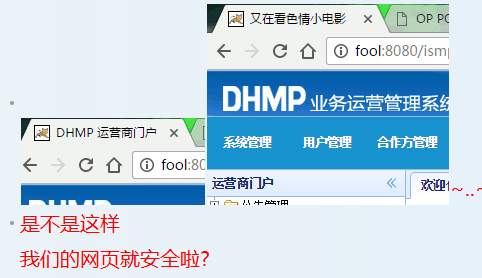 又在看色情小电影
OP PO
fool:8080/ismp
DHMP 业务运营管理系统
系统管理 用户管理 合作方管理
运营商门户
欢迎
~..~
DHMP 运营商门户
fool:80
是不是这样
我们的网页就安全啦?